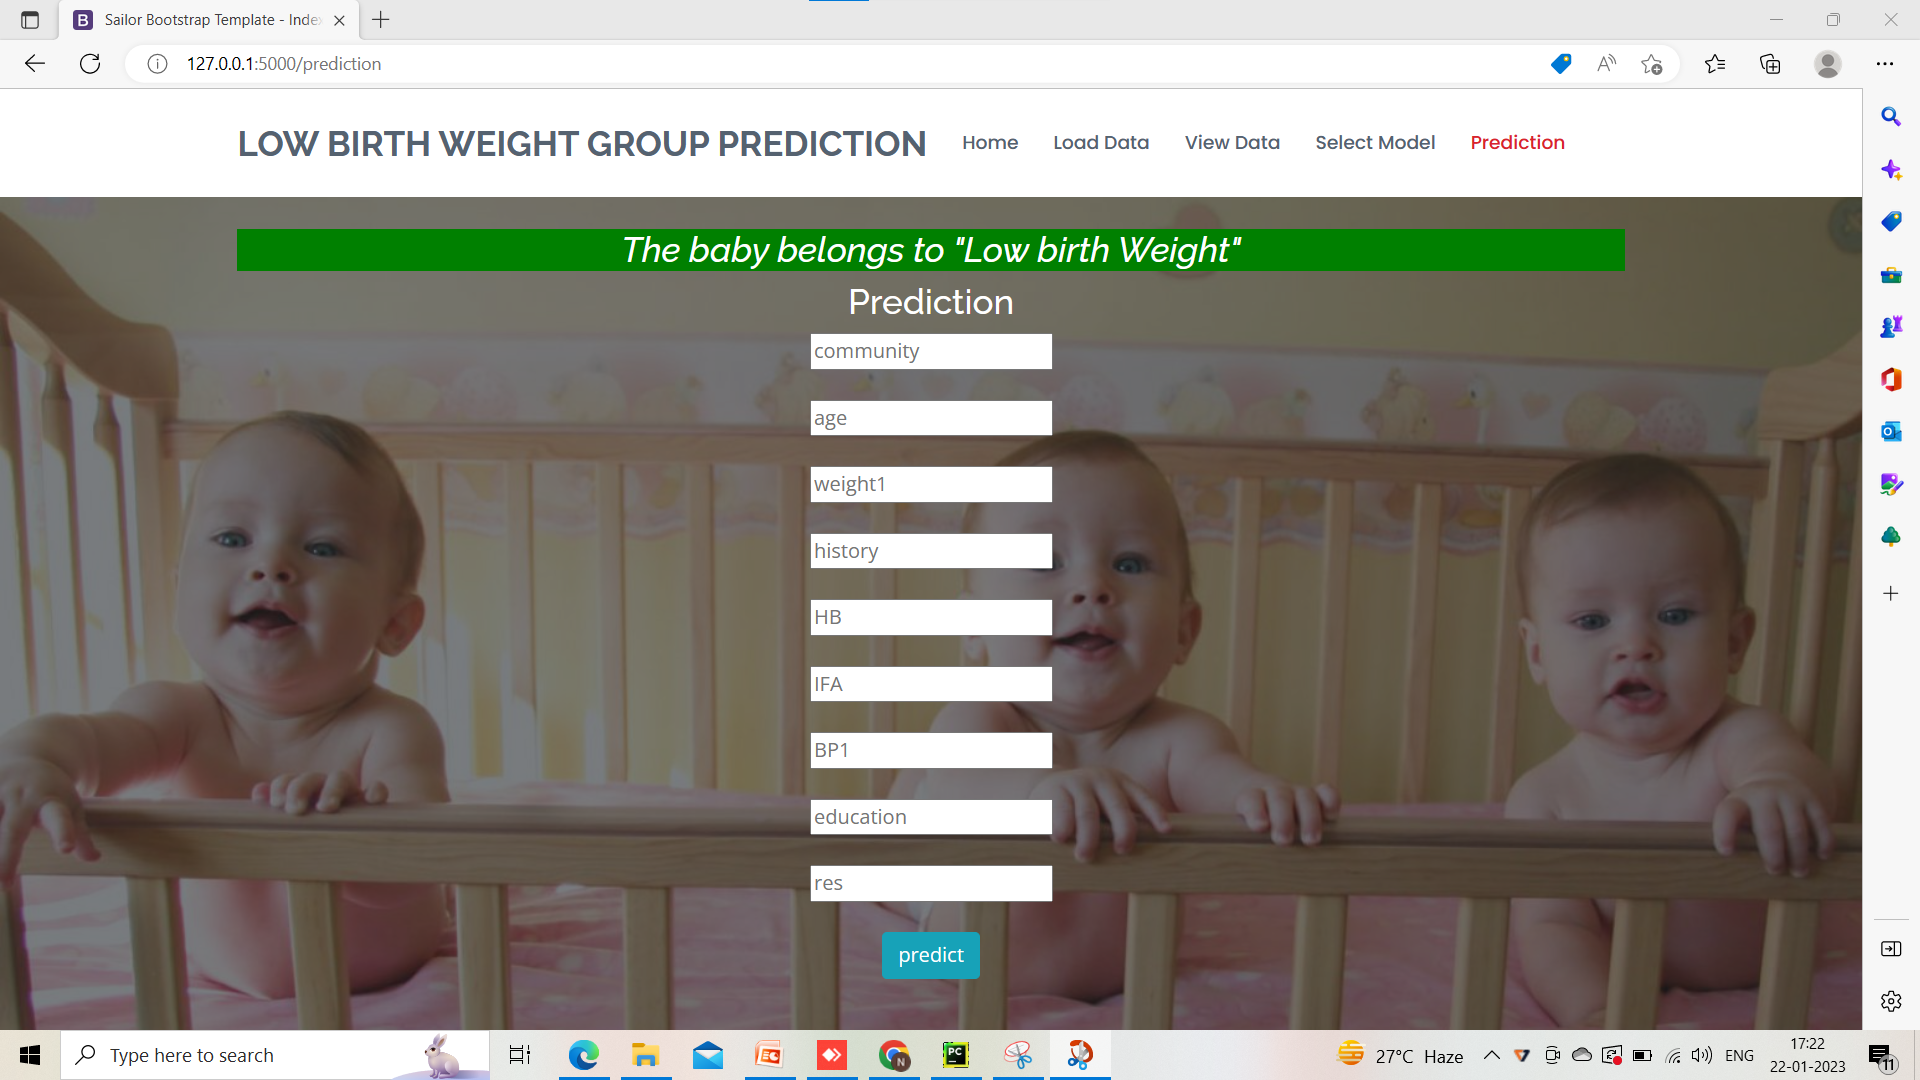 Sailor Bootstrap Template - Inde
127.0.0.1:5000/prediction
LOW BIRTH WEIGHT GROUP PREDICTION
Home
Load Data
View Data
Select Model
Prediction
The baby belongs to "Low birth Weight"
Prediction
community
age
weight1
history
HB
IFA
BP1
education
res
predict
Type here to search
27°C Haze
ENG
17:22
22-01-2023
11